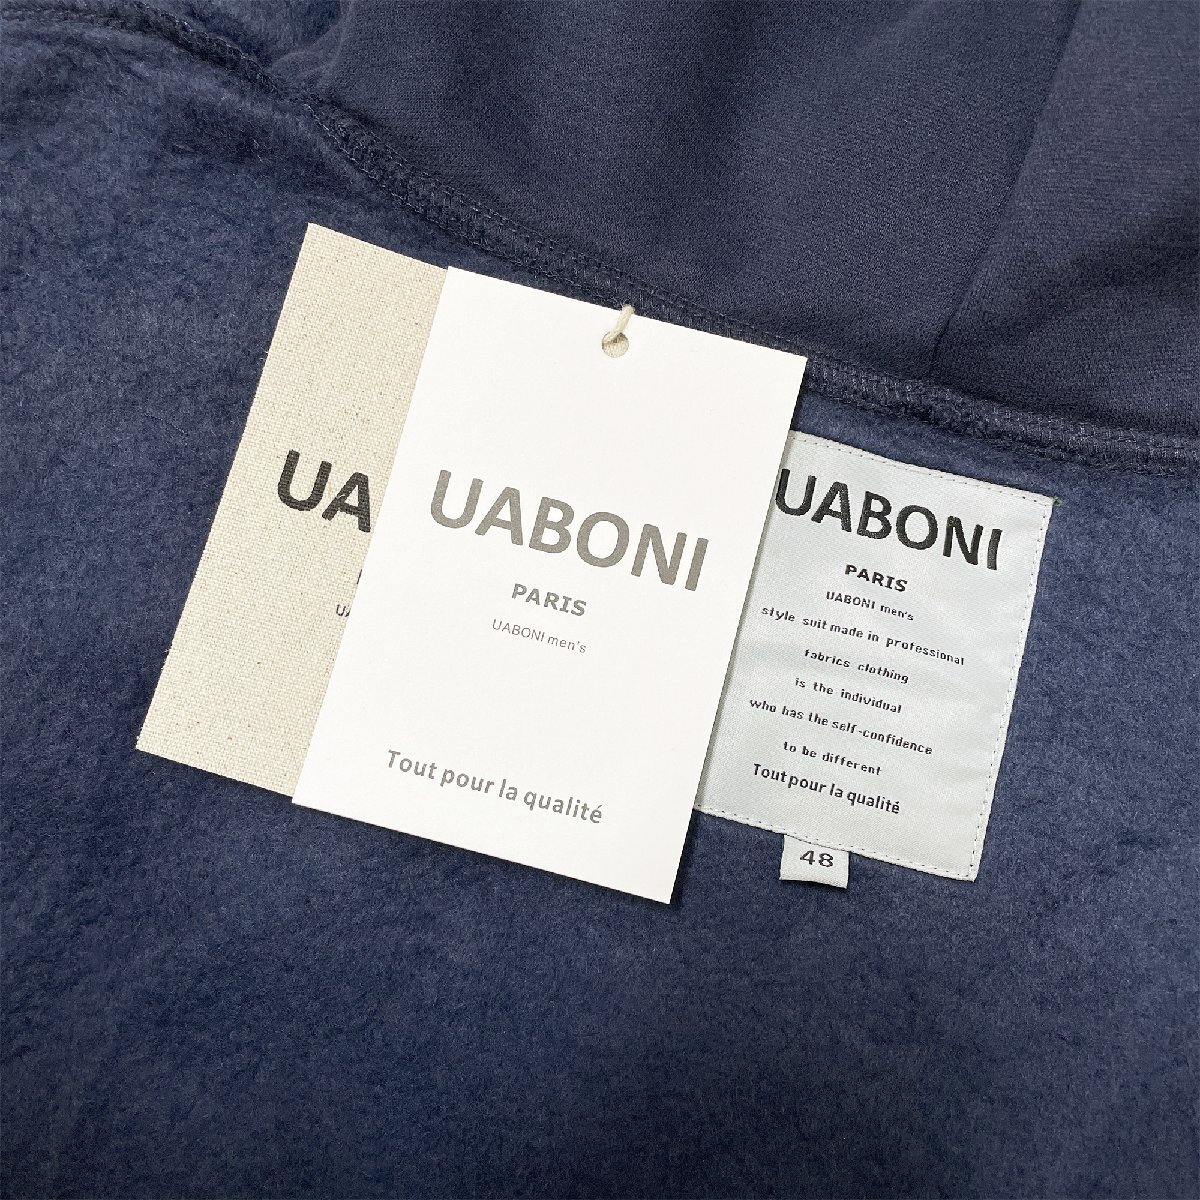 UA
UABONI
PARIS
UABONI men's
Tout pour la qualité
UABONI
PARIS
UABONI men's
style suit made in professional
fabrics clothing
is the individual
who has the self-confidence
to be different
Tout pour la qualité
48